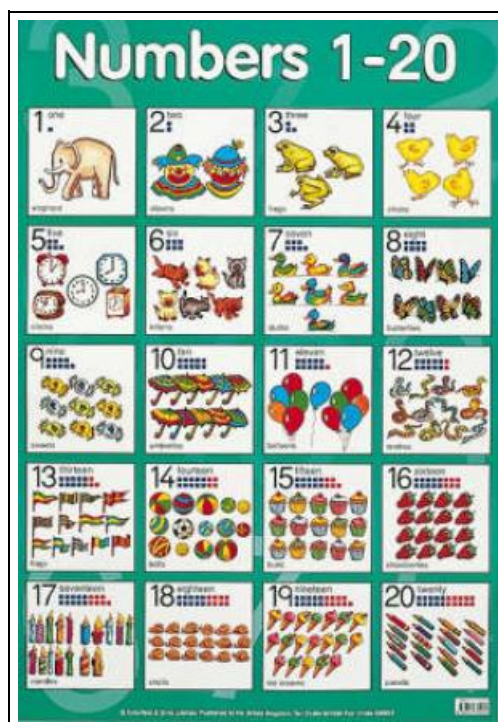 Numbers 1-20
1 one
elephant
2 two
clowns
3 three
frogs
4 four
chicks
5 five
clocks
6 six
kittens
7 seven
ducks
8 eight
butterflies
9 nine
sweets
10 ten
umbrellas
11 eleven
balloons
12 twelve
snakes
13 thirteen
flags
14 fourteen
balls
15 fifteen
buns
16 sixteen
strawberries
17 seventeen
candles
18 eighteen
snails
19 nineteen
ice creams
20 twenty
pencils